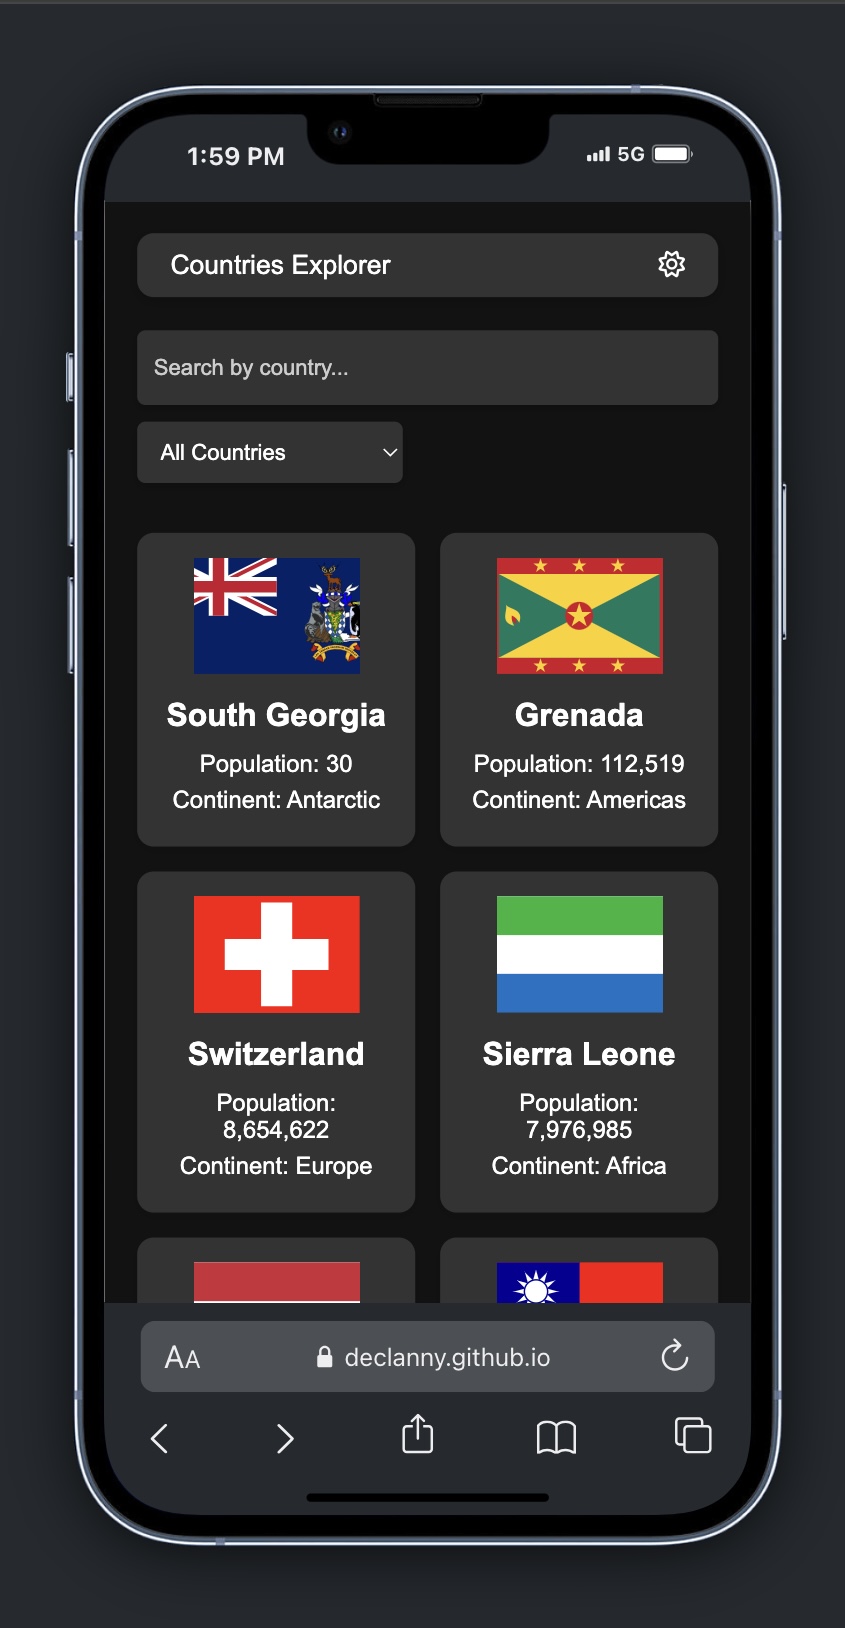 1:59 PM
5G
Countries Explorer
Search by country...
All Countries
South Georgia
Population: 30
Continent: Antarctic
Grenada
Population: 112,519
Continent: Americas
Switzerland
Population:
8,654,622
Continent: Europe
Sierra Leone
Population:
7,976,985
Continent: Africa
AA
declanny.github.io